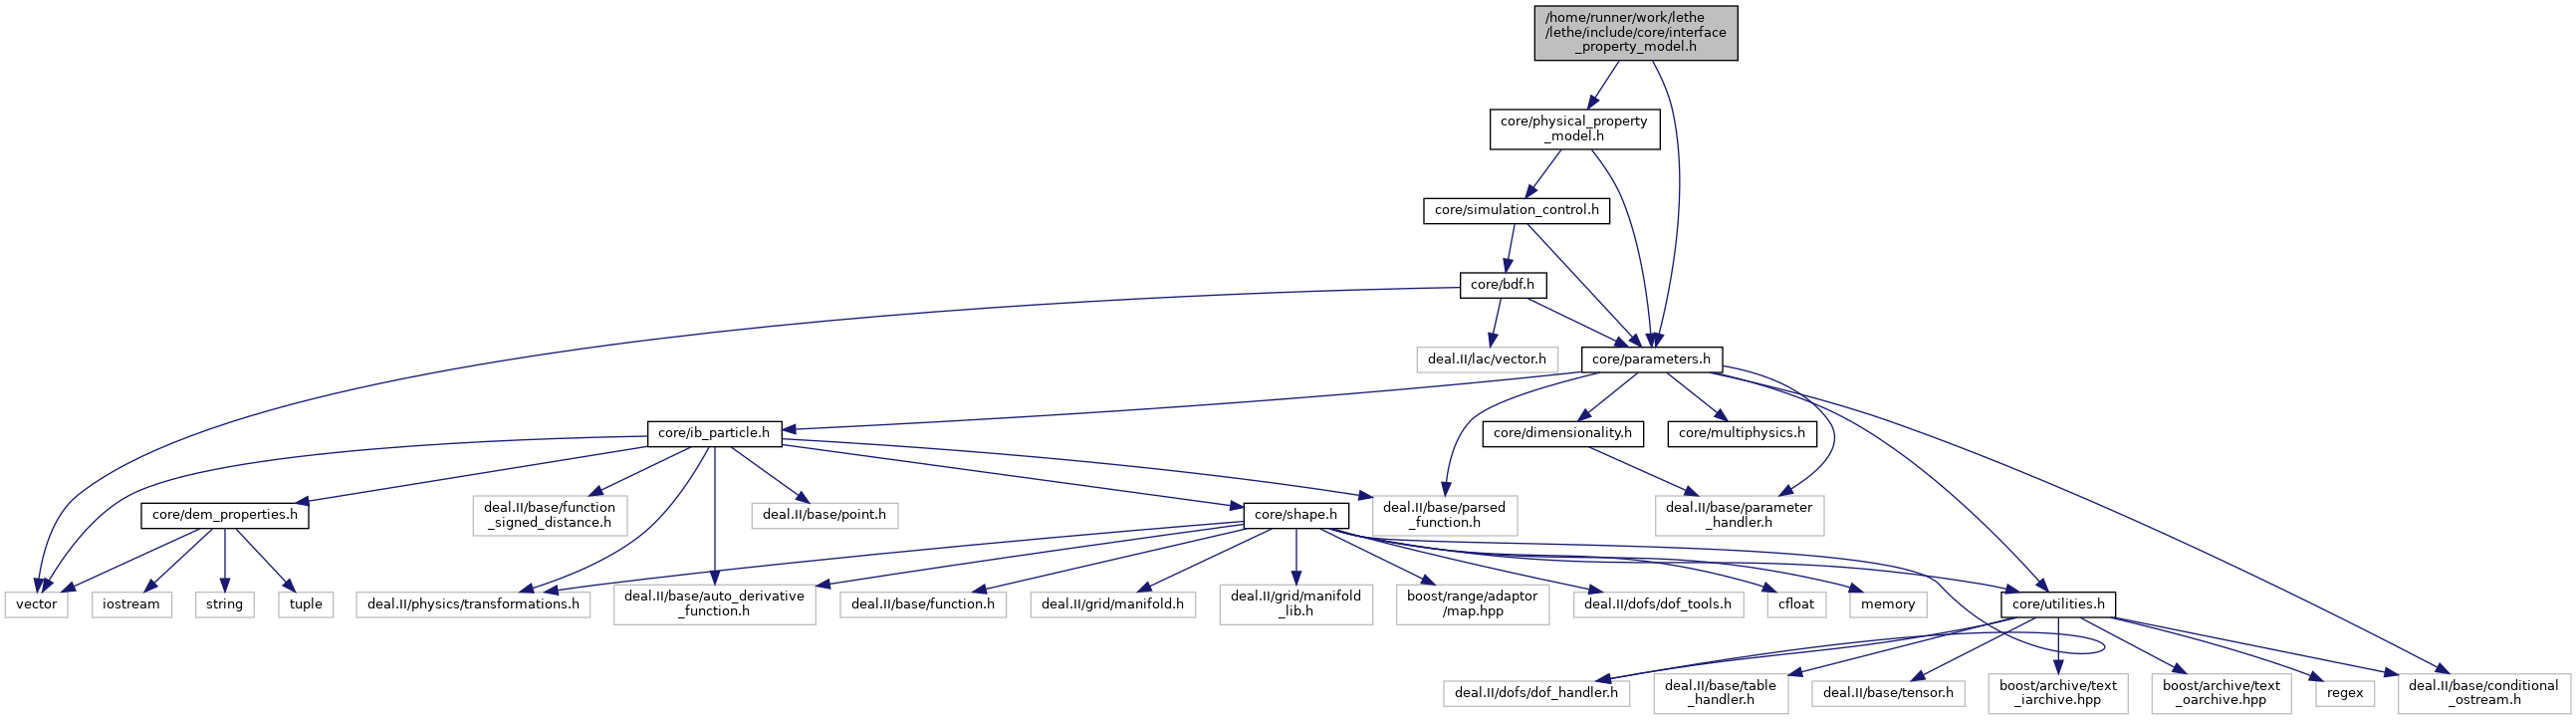 /home/runner/work/lethe
/lethe/include/core/interface
_property_model.h
core/physical_property
_model.h
core/simulation_control.h
core/bdf.h
deal.II/lac/vector.h
core/parameters.h
core/ib_particle.h
core/dimensionality.h
core/multiphysics.h
core/dem_properties.h
deal.II/base/function
_signed_distance.h
deal.II/base/point.h
core/shape.h
deal.II/base/parsed
_function.h
deal.II/base/parameter
_handler.h
vector
iostream
string
tuple
deal.II/physics/transformations.h
deal.II/base/auto_derivative
_function.h
deal.II/base/function.h
deal.II/grid/manifold.h
deal.II/grid/manifold
_lib.h
boost/range/adaptor
/map.hpp
deal.II/dofs/dof_tools.h
cfloat
memory
core/utilities.h
deal.II/dofs/dof_handler.h
deal.II/base/table
_handler.h
deal.II/base/tensor.h
boost/archive/text
_iarchive.hpp
boost/archive/text
_oarchive.hpp
regex
deal.II/base/conditional
_ostream.h